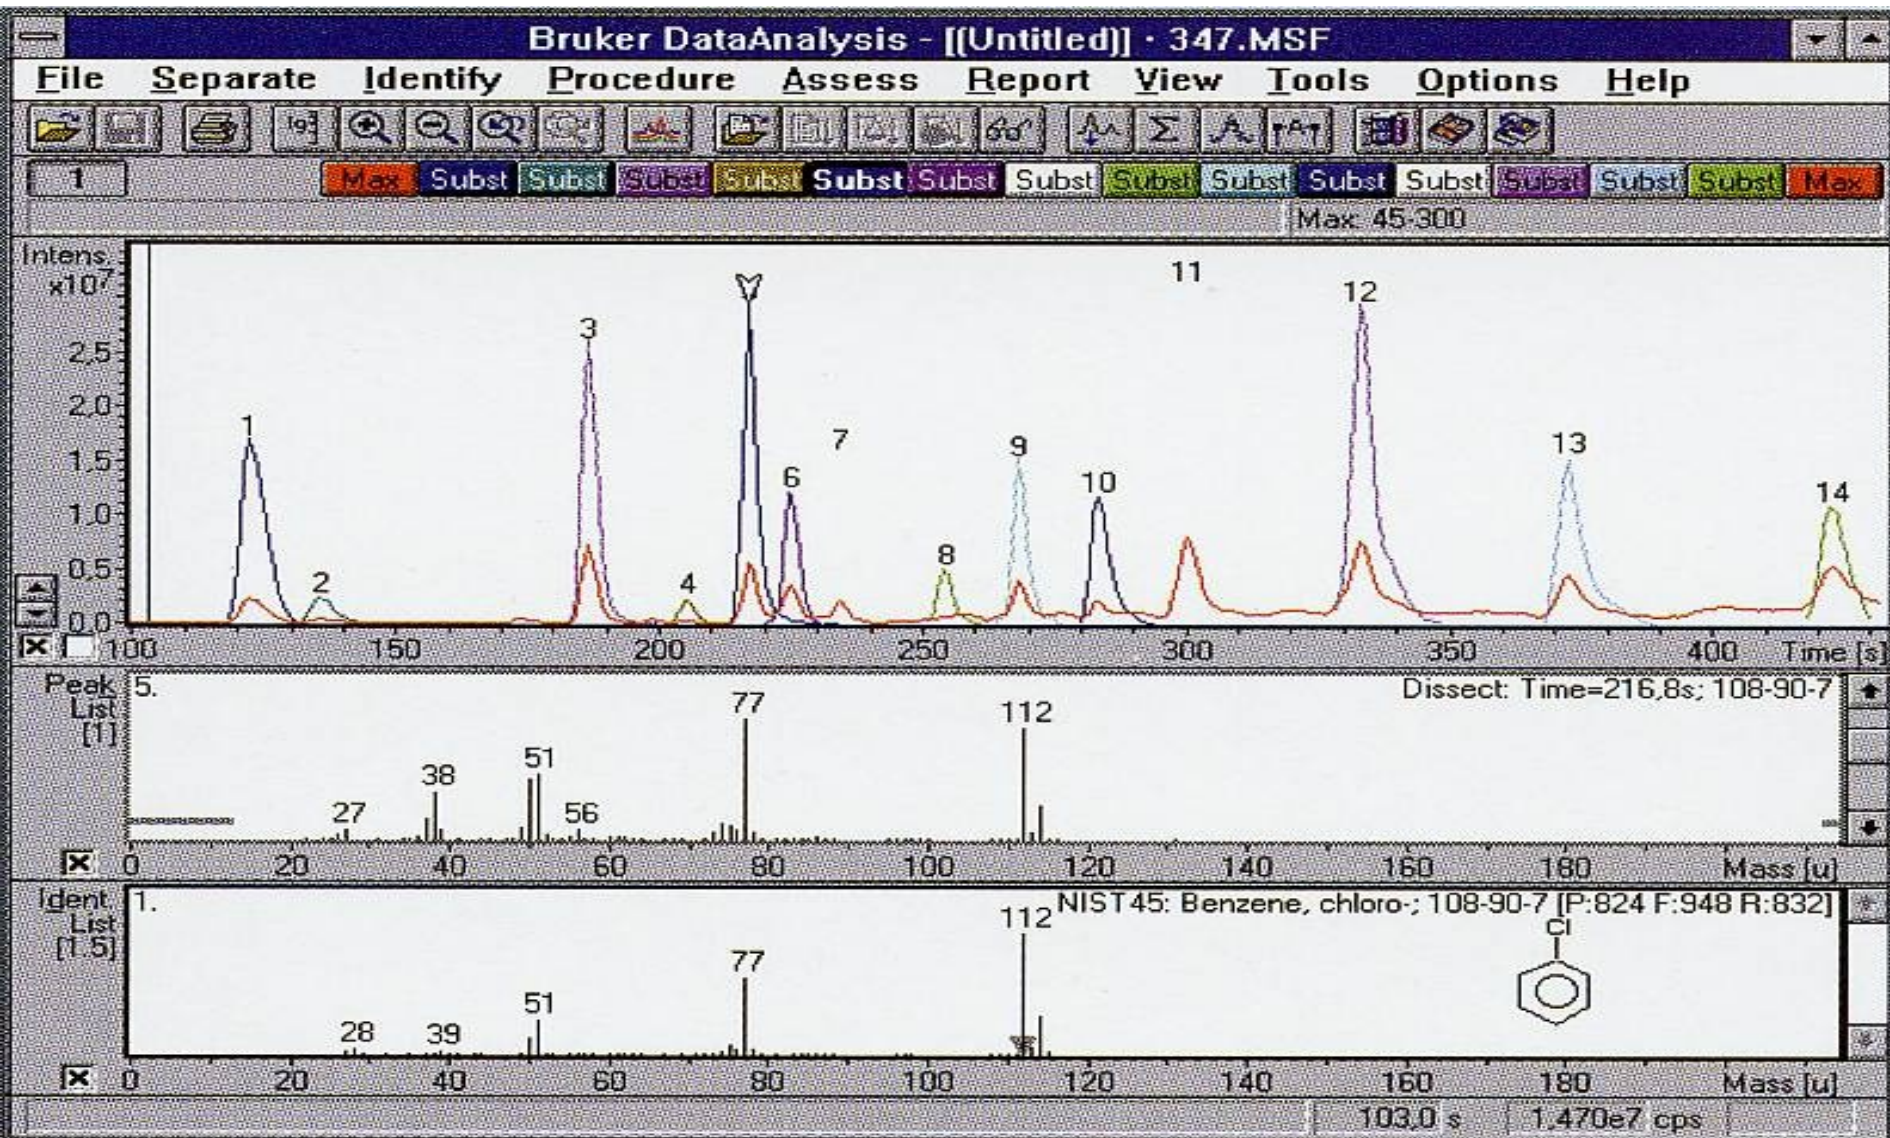 Bruker DataAnalysis - [(Untitled)] · 347.MSF
File Separate Identify Procedure Assess Report View Tools Options Help
1 Max Subst Subst Subst Subst Subst Subst Subst Subst Subst Subst Subst Subst Subst Subst Max
Max: 45-300
Intens.
x10⁷
2,5
2,0
1,5
1,0
0,5
0,0
1 2 3 4 6 7 8 9 10 11 12 13 14
100 150 200 250 300 350 400 Time [s]
Peak
List
[1]
5.
Dissect: Time=216,8s; 108-90-7
27 38 51 56 77 112
0 20 40 60 80 100 120 140 160 180 Mass [u]
Ident.
List
[1.5]
1.
NIST45: Benzene, chloro-; 108-90-7 [P:824 F:948 R:832]
Cl
28 39 51 77 112
0 20 40 60 80 100 120 140 160 180 Mass [u]
103,0 s 1,470e7 cps